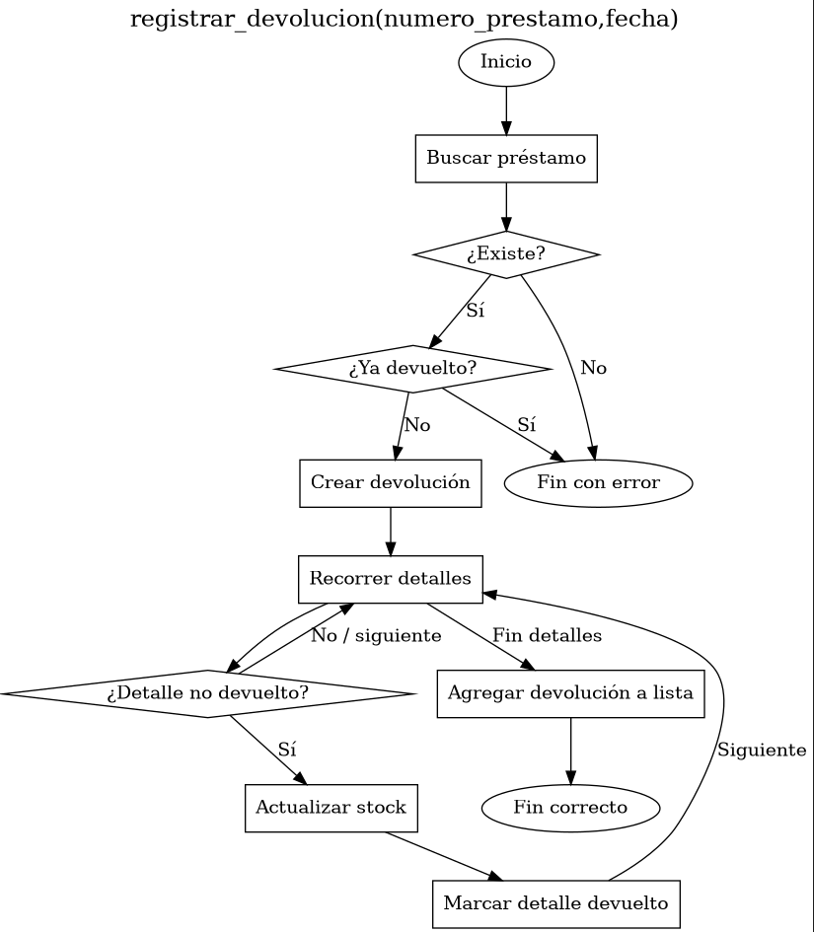 registrar_devolucion(numero_prestamo,fecha)
Inicio
Buscar préstamo
¿Existe?
Sí
¿Ya devuelto?
No
No
Sí
Crear devolución
Fin con error
Recorrer detalles
No / siguiente
Fin detalles
¿Detalle no devuelto?
Agregar devolución a lista
Sí
Siguiente
Actualizar stock
Fin correcto
Marcar detalle devuelto